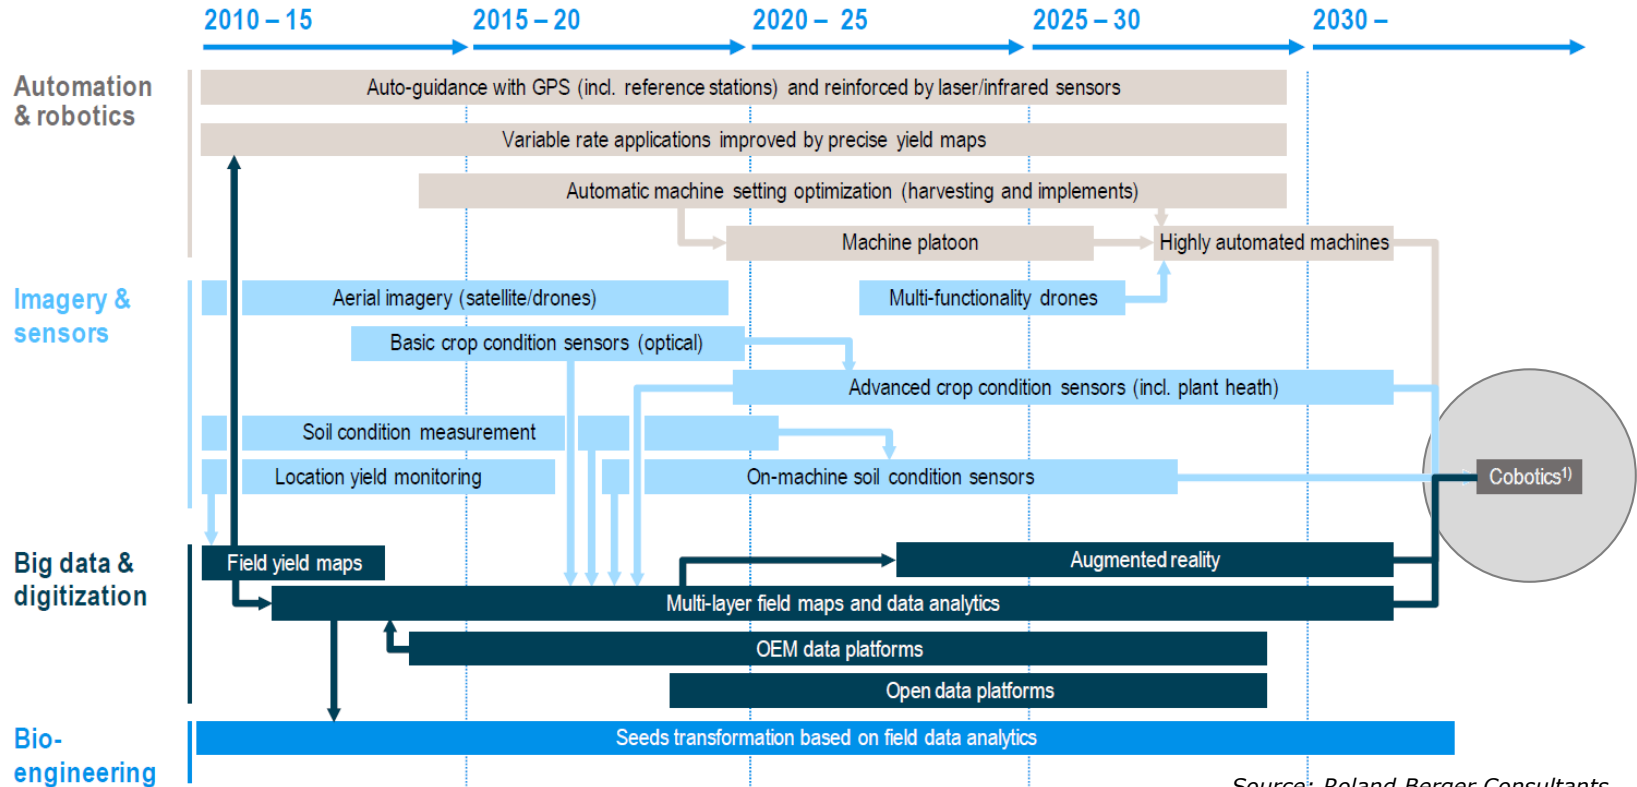 2010 – 15
2015 – 20
2020 – 25
2025 – 30
2030 –
Automation
& robotics
Auto-guidance with GPS (incl. reference stations) and reinforced by laser/infrared sensors
Variable rate applications improved by precise yield maps
Automatic machine setting optimization (harvesting and implements)
Machine platoon
Highly automated machines
Imagery &
sensors
Aerial imagery (satellite/drones)
Multi-functionality drones
Basic crop condition sensors (optical)
Advanced crop condition sensors (incl. plant heath)
Soil condition measurement
Location yield monitoring
On-machine soil condition sensors
Cobotics¹⁾
Big data &
digitization
Field yield maps
Augmented reality
Multi-layer field maps and data analytics
OEM data platforms
Open data platforms
Bio-
engineering
Seeds transformation based on field data analytics
Source: Roland Berger Consultants